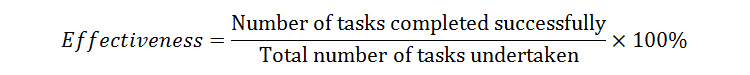 Effectiveness = Number of tasks completed successfully / Total number of tasks undertaken × 100%